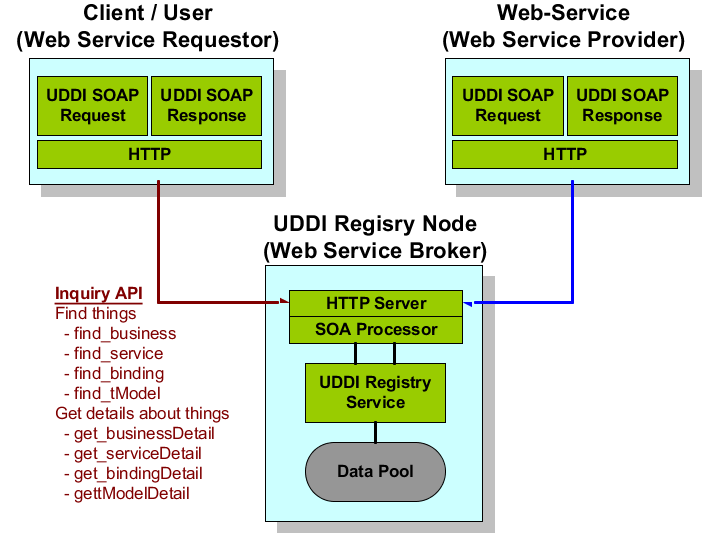 Client / User
(Web Service Requestor)
UDDI SOAP
Request
UDDI SOAP
Response
HTTP
Web-Service
(Web Service Provider)
UDDI SOAP
Request
UDDI SOAP
Response
HTTP
UDDI Regisry Node
(Web Service Broker)
HTTP Server
SOA Processor
UDDI Registry
Service
Data Pool
Inquiry API
Find things
- find_business
- find_service
- find_binding
- find_tModel
Get details about things
- get_businessDetail
- get_serviceDetail
- get_bindingDetail
- gettModelDetail